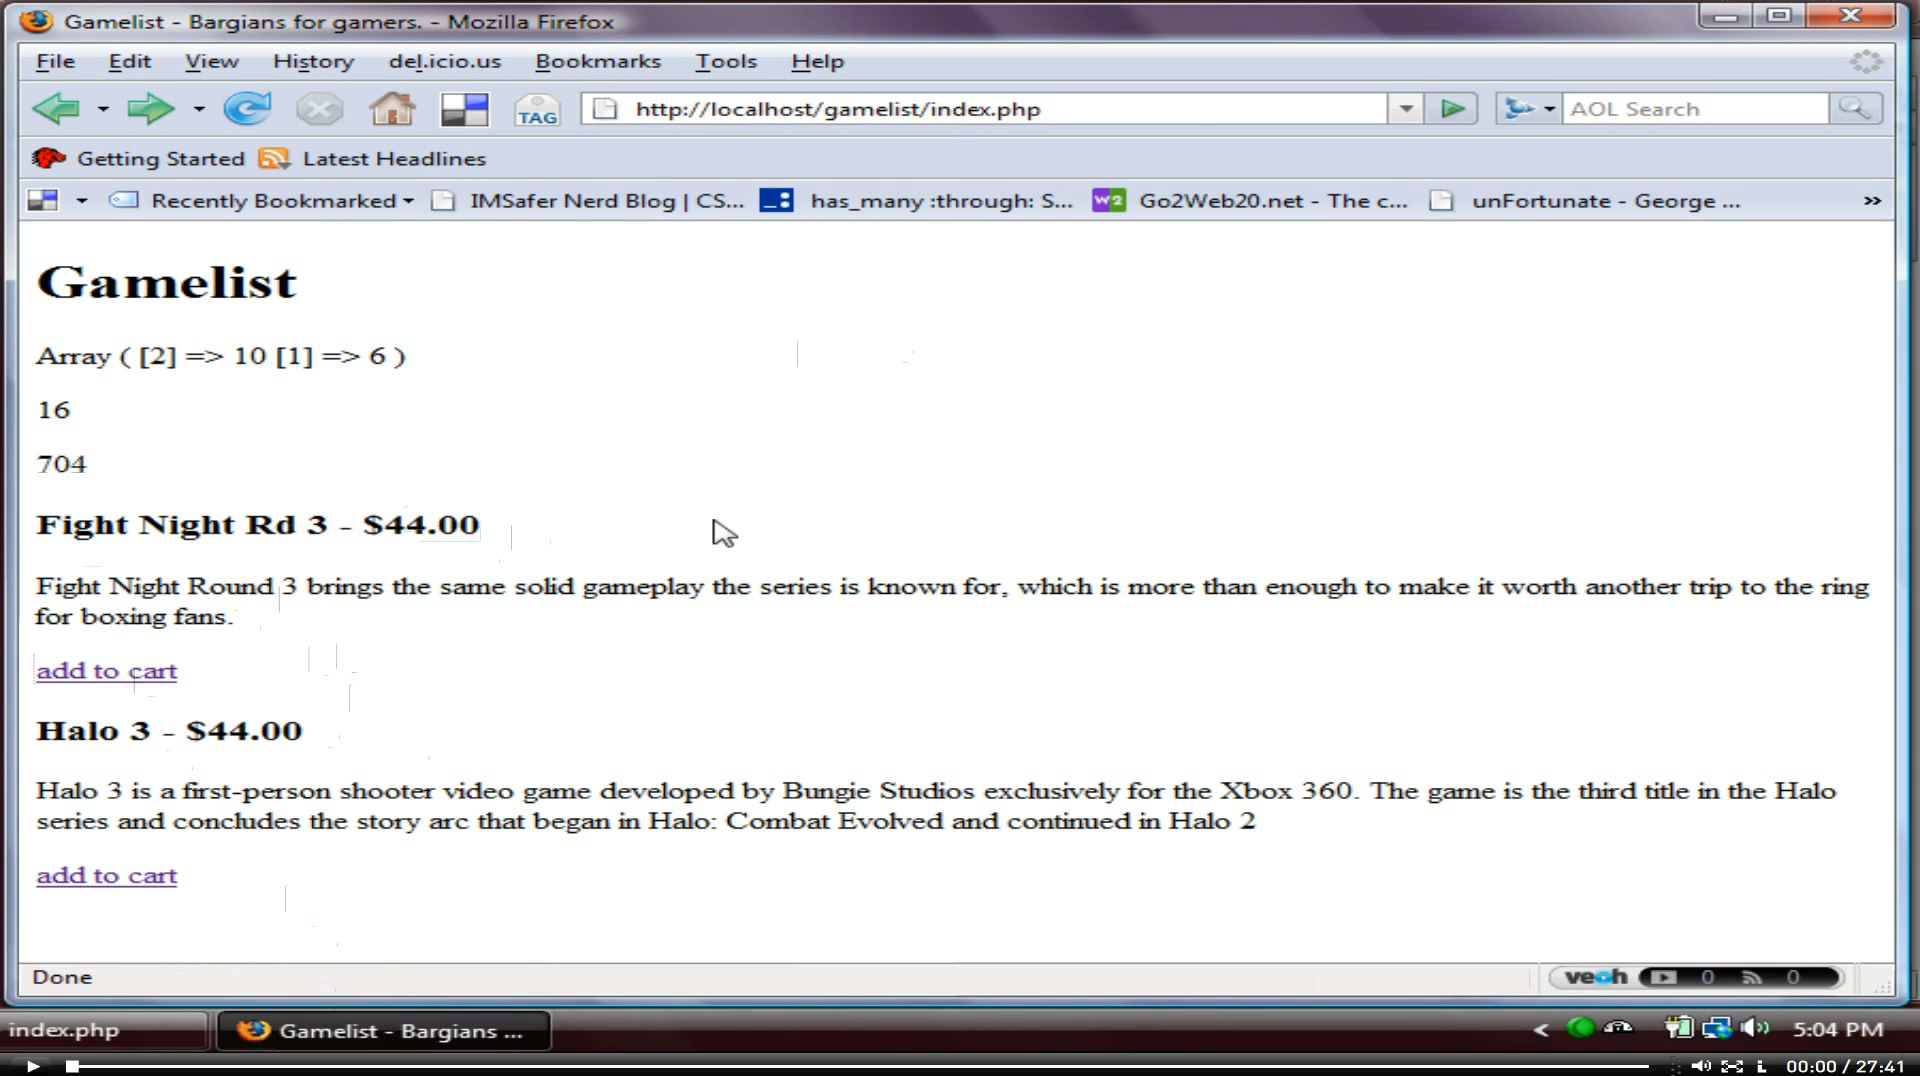 Gamelist - Bargians for gamers. - Mozilla Firefox
File Edit View History del.icio.us Bookmarks Tools Help
TAG http://localhost/gamelist/index.php AOL Search
Getting Started Latest Headlines
Recently Bookmarked IMSafer Nerd Blog | CS... has_many :through: S... W2 Go2Web20.net - The c... unFortunate - George ... »
Gamelist
Array ( [2] => 10 [1] => 6 )
16
704
Fight Night Rd 3 - $44.00
Fight Night Round 3 brings the same solid gameplay the series is known for, which is more than enough to make it worth another trip to the ring
for boxing fans.
add to cart
Halo 3 - $44.00
Halo 3 is a first-person shooter video game developed by Bungie Studios exclusively for the Xbox 360. The game is the third title in the Halo
series and concludes the story arc that began in Halo: Combat Evolved and continued in Halo 2
add to cart
Done veoh 0 0
index.php Gamelist - Bargians ... < 5:04 PM
L 00:00 / 27:41